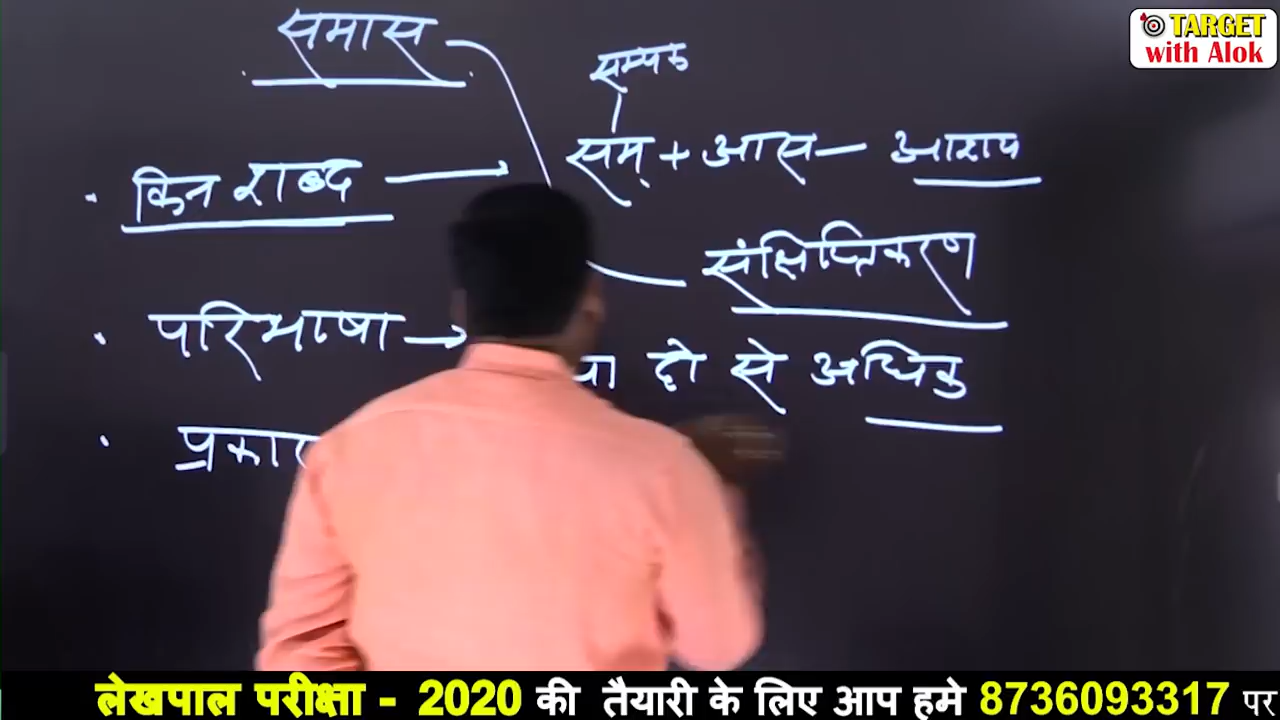 समास
TARGET
with Alok
सम्यक
किन शब्द → सम् + आस — आशय
संक्षिप्तिकरण
परिभाषा → या दो से अधिक
प्रकार
लेखपाल परीक्षा - 2020 की तैयारी के लिए आप हमे 8736093317 पर